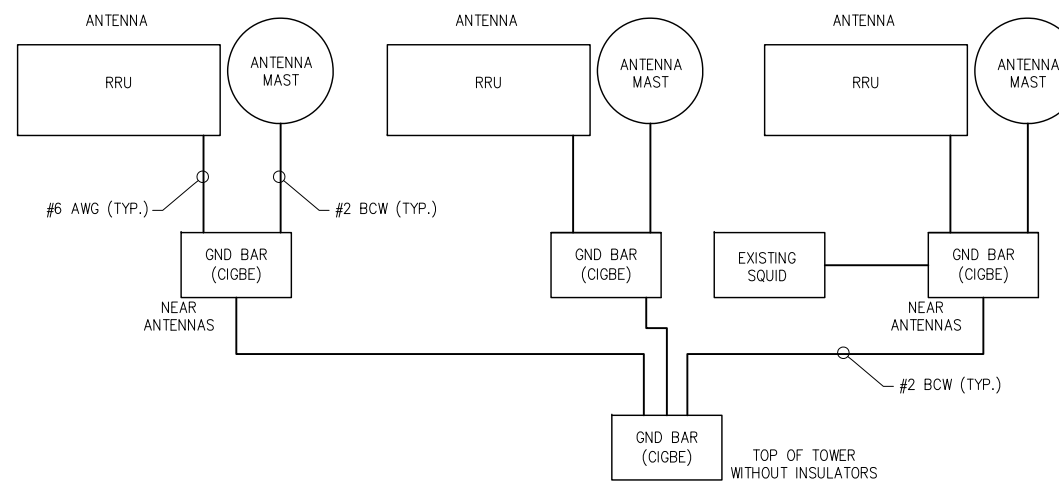 ANTENNA
ANTENNA
ANTENNA
RRU
ANTENNA
MAST
RRU
ANTENNA
MAST
RRU
ANTENNA
MAST
#6 AWG (TYP.)
#2 BCW (TYP.)
GND BAR
(CIGBE)
NEAR
ANTENNAS
GND BAR
(CIGBE)
EXISTING
SQUID
GND BAR
(CIGBE)
NEAR
ANTENNAS
#2 BCW (TYP.)
GND BAR
(CIGBE)
TOP OF TOWER
WITHOUT INSULATORS